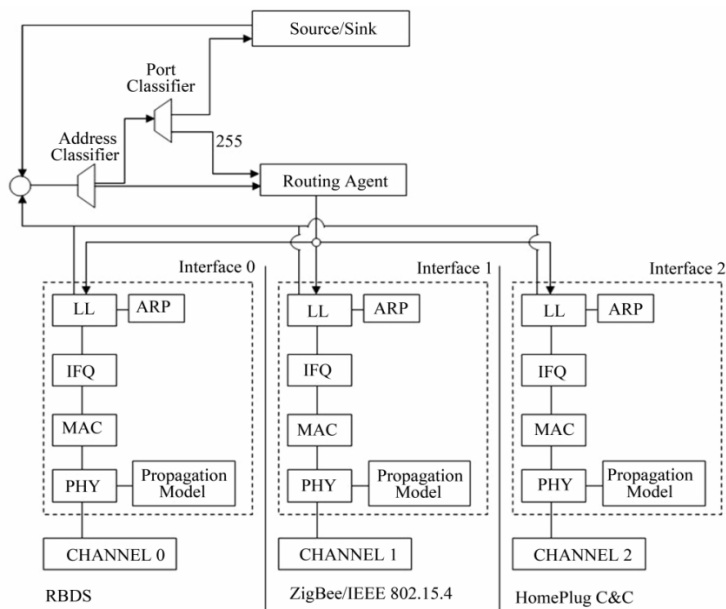 Source/Sink
Port
Classifier
Address
Classifier
255
Routing Agent
Interface 0
Interface 1
Interface 2
LL
ARP
LL
ARP
LL
ARP
IFQ
IFQ
IFQ
MAC
MAC
MAC
PHY
Propagation
Model
PHY
Propagation
Model
PHY
Propagation
Model
CHANNEL 0
CHANNEL 1
CHANNEL 2
RBDS
ZigBee/IEEE 802.15.4
HomePlug C&C